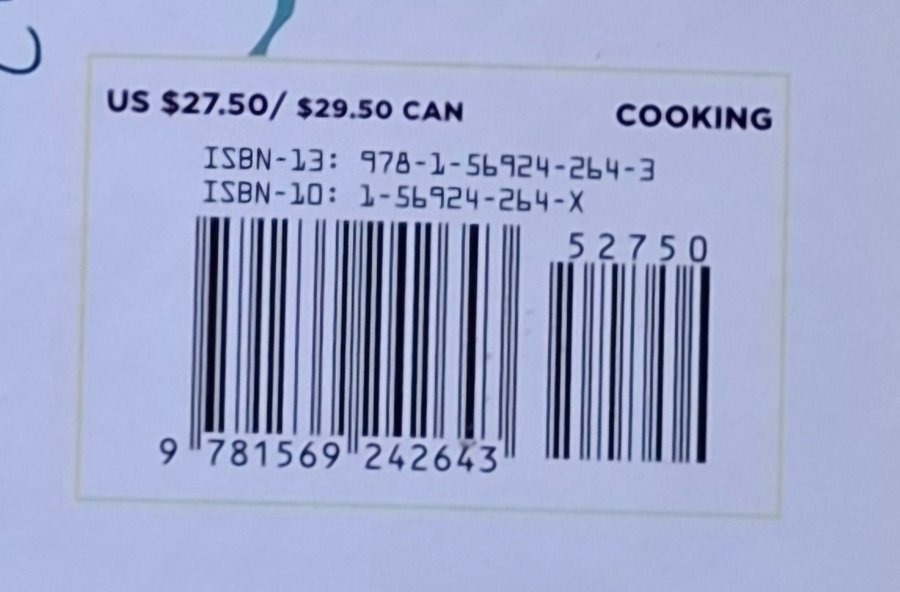 US $27.50/ $29.50 CAN COOKING
ISBN-13: 978-1-56924-264-3
ISBN-10: 1-56924-264-X
52750
9 781569 242643